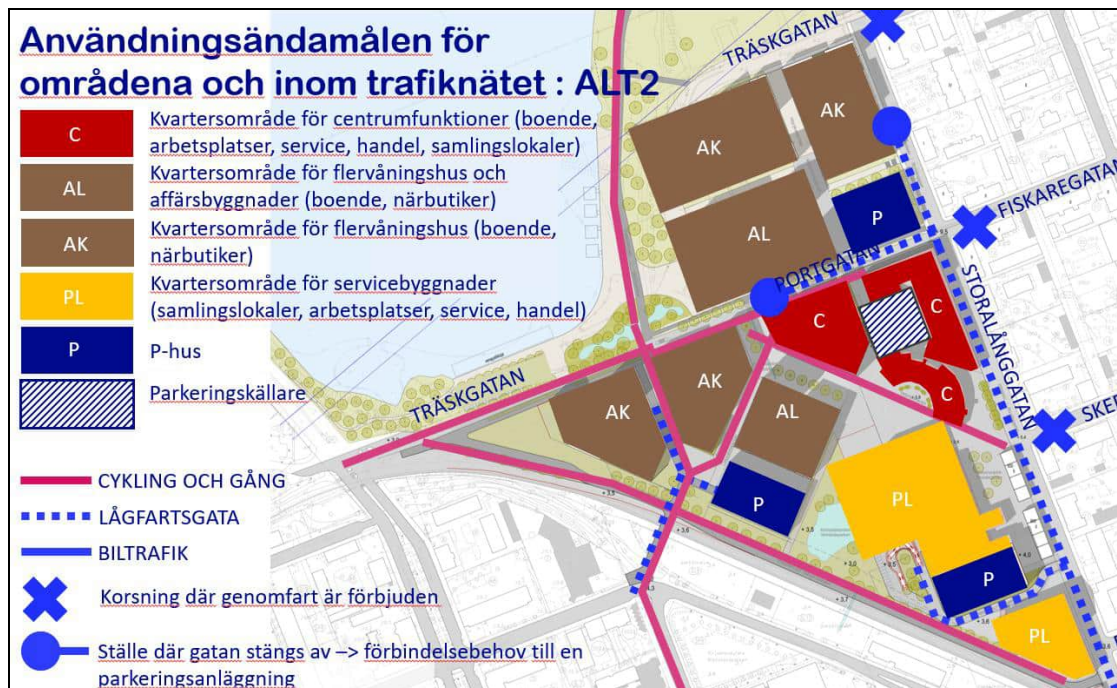 Användningsändamålen för
områdena och inom trafiknätet : ALT2
C
Kvartersområde för centrumfunktioner (boende,
arbetsplatser, service, handel, samlingslokaler)
AL
Kvartersområde för flervåningshus och
affärsbyggnader (boende, närbutiker)
AK
Kvartersområde för flervåningshus (boende,
närbutiker)
PL
Kvartersområde för servicebyggnader
(samlingslokaler, arbetsplatser, service, handel)
P
P-hus
Parkeringskällare
CYKLING OCH GÅNG
LÅGFARTSGATA
BILTRAFIK
Korsning där genomfart är förbjuden
Ställe där gatan stängs av –> förbindelsebehov till en
parkeringsanläggning
TRÄSKGATAN
AK
AK
AL
P
FISKAREGATAN
PORTGATAN
STORALÅNGGATAN
C
C
C
SKEP
TRÄSKGATAN
AK
AK
AL
P
PL
P
PL